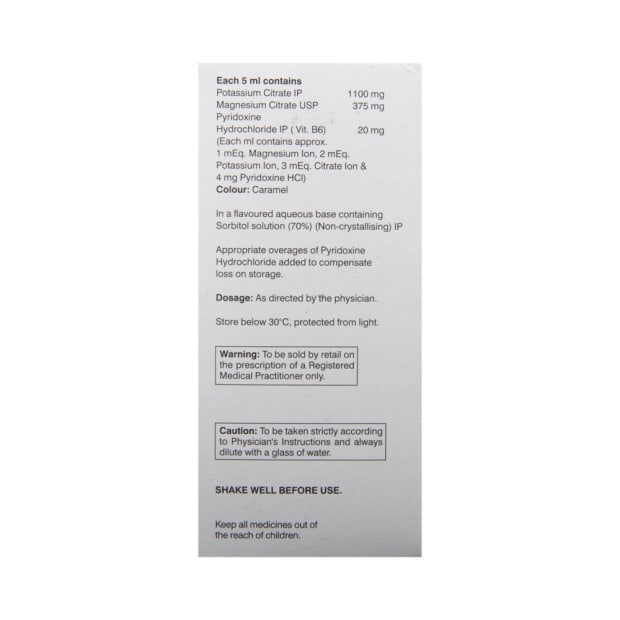 Each 5 ml contains
Potassium Citrate IP 1100 mg
Magnesium Citrate USP 375 mg
Pyridoxine
Hydrochloride IP ( Vit. B6) 20 mg
(Each ml contains approx.
1 mEq. Magnesium Ion, 2 mEq.
Potassium Ion, 3 mEq. Citrate Ion &
4 mg Pyridoxine HCl)
Colour: Caramel
In a flavoured aqueous base containing
Sorbitol solution (70%) (Non-crystallising) IP
Appropriate overages of Pyridoxine
Hydrochloride added to compensate
loss on storage.
Dosage: As directed by the physician.
Store below 30°C, protected from light.
Warning: To be sold by retail on
the prescription of a Registered
Medical Practitioner only.
Caution: To be taken strictly according
to Physician's Instructions and always
dilute with a glass of water.
SHAKE WELL BEFORE USE.
Keep all medicines out of
the reach of children.